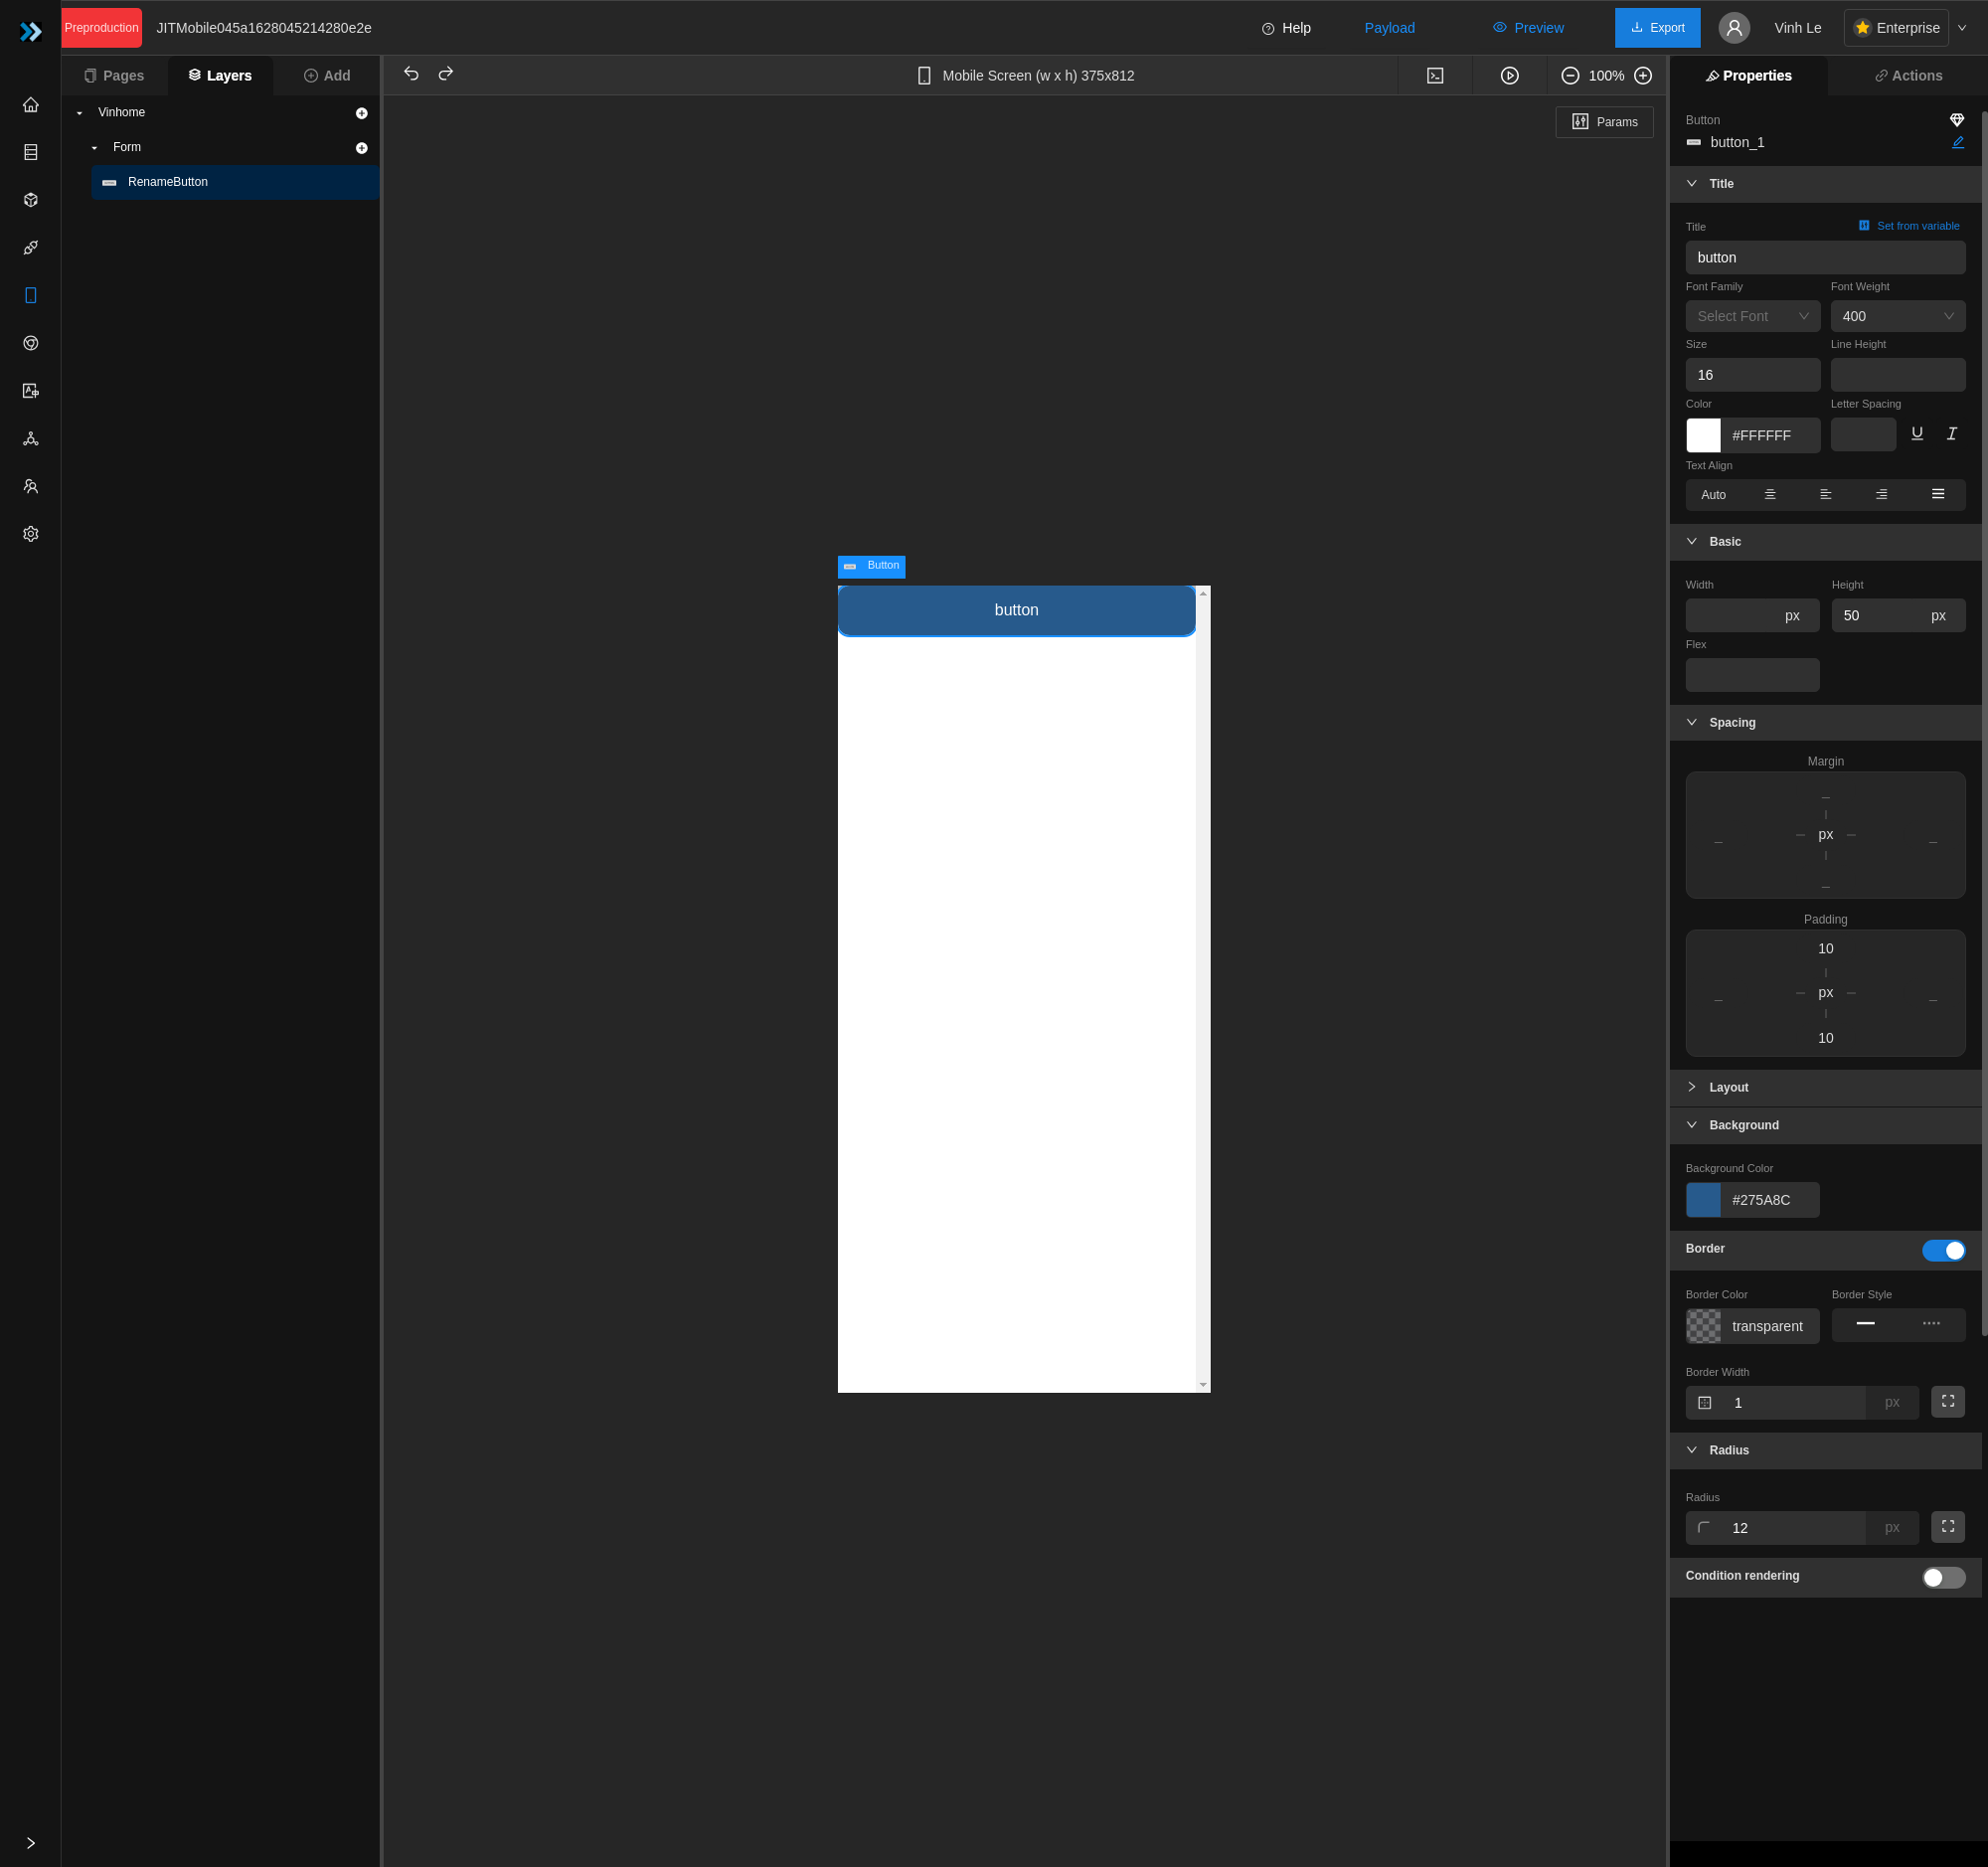 Preproduction
JITMobile045a1628045214280e2e
Help
Payload
Preview
Export
Vinh Le
Enterprise
Pages
Layers
Add
Mobile Screen (w x h) 375x812
100%
Properties
Actions
Vinhome
Form
RenameButton
Params
Button
button
Button
button_1
Title
Title
Set from variable
button
Font Family
Font Weight
Select Font
400
Size
Line Height
16
Color
Letter Spacing
#FFFFFF
Text Align
Auto
Basic
Width
Height
px
50
px
Flex
Spacing
Margin
px
Padding
10
px
10
Layout
Background
Background Color
#275A8C
Border
Border Color
Border Style
transparent
Border Width
1
px
Radius
Radius
12
px
Condition rendering